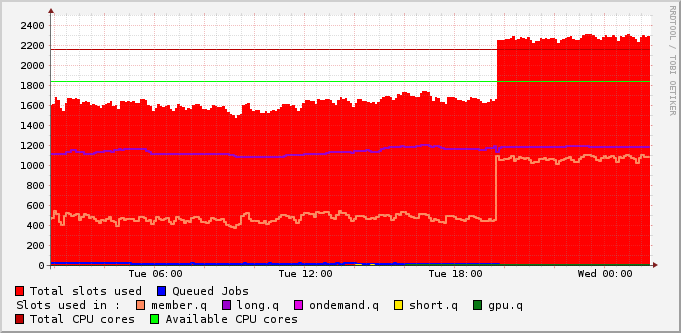 RRDTOOL / TOBI OETIKER
2400
2200
2000
1800
1600
1400
1200
1000
800
600
400
200
0
Tue 06:00 Tue 12:00 Tue 18:00 Wed 00:00
Total slots used Queued Jobs
Slots used in : member.q long.q ondemand.q short.q gpu.q
Total CPU cores Available CPU cores